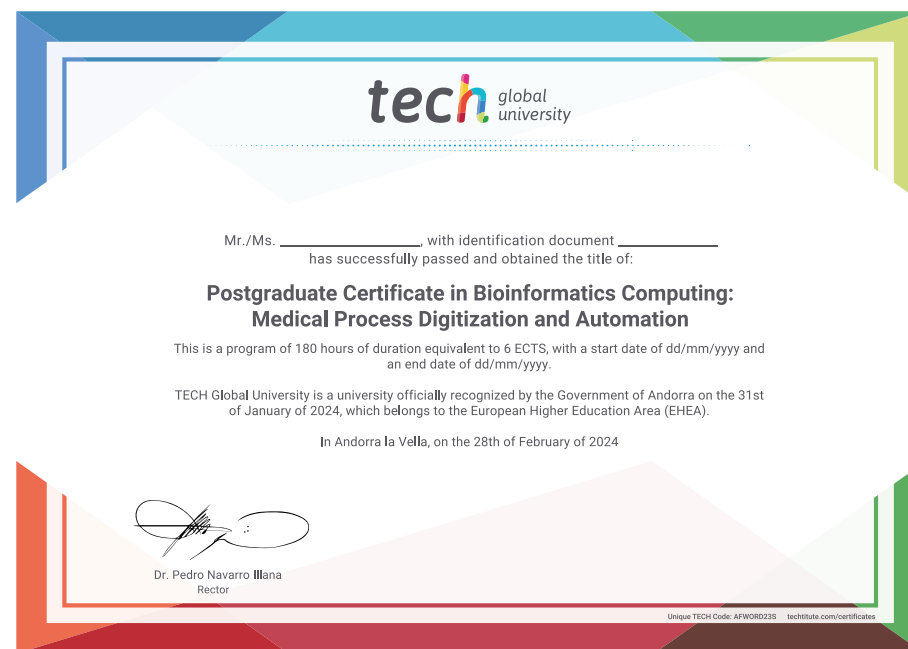 tech global university
Mr./Ms. ____________________, with identification document ______________
has successfully passed and obtained the title of:
Postgraduate Certificate in Bioinformatics Computing:
Medical Process Digitization and Automation
This is a program of 180 hours of duration equivalent to 6 ECTS, with a start date of dd/mm/yyyy and
an end date of dd/mm/yyyy.
TECH Global University is a university officially recognized by the Government of Andorra on the 31st
of January of 2024, which belongs to the European Higher Education Area (EHEA).
In Andorra la Vella, on the 28th of February of 2024
Dr. Pedro Navarro Illana
Rector
Unique TECH Code: AFWORD23S techtitute.com/certificates